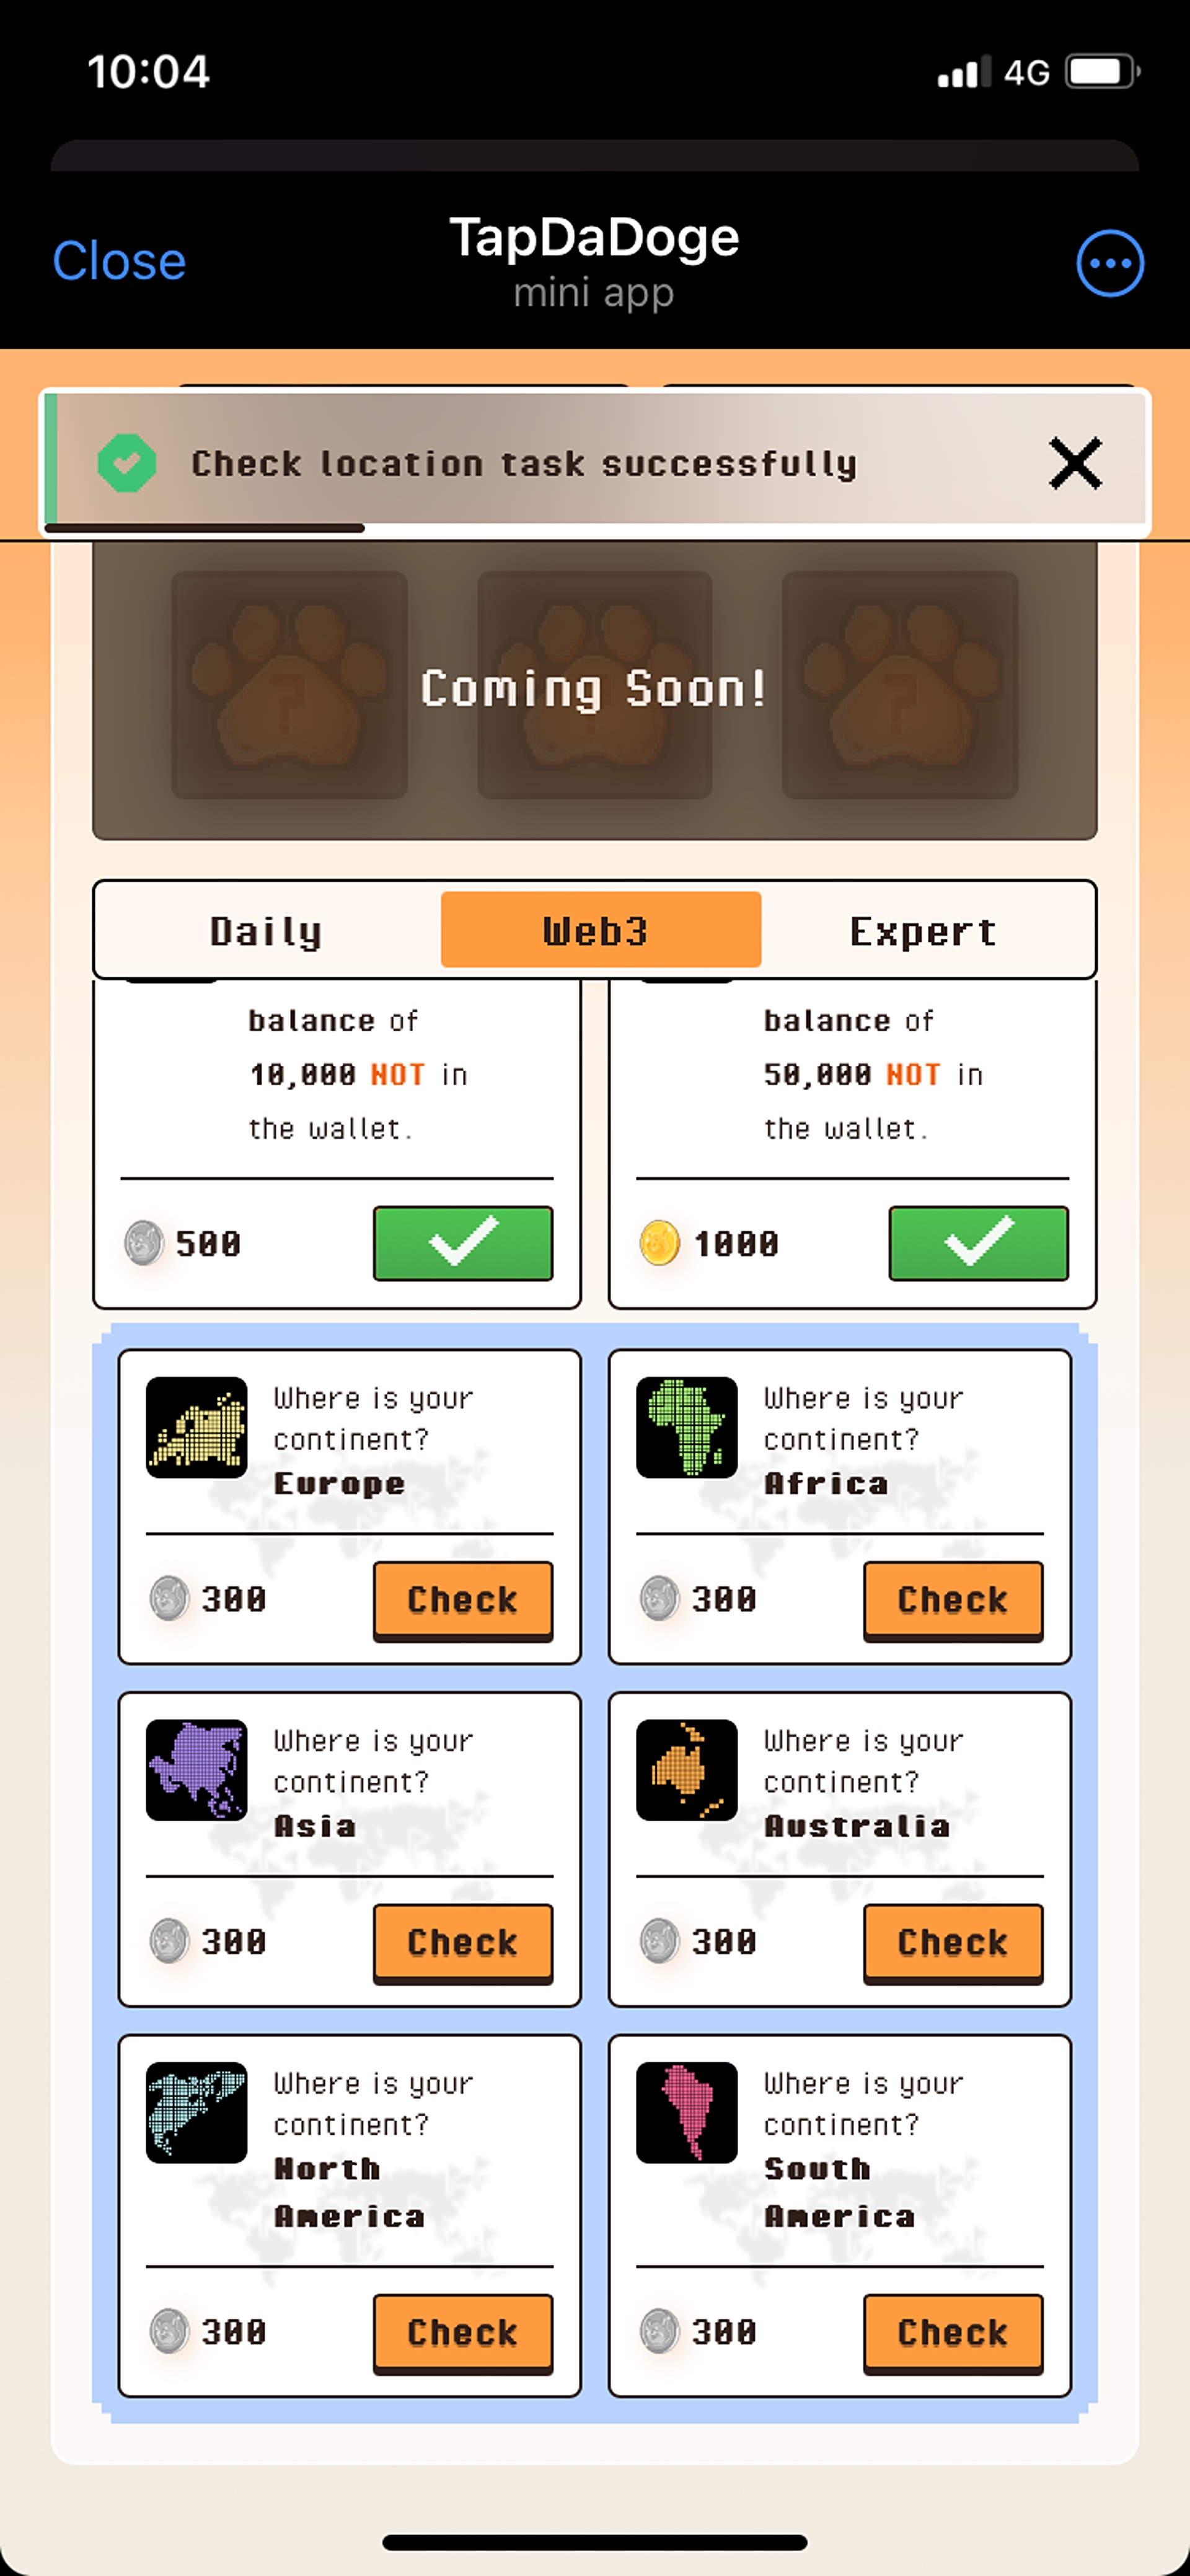 10:04
4G
Close
TapDaDoge
mini app
Check location task successfully
Coming Soon!
Daily
Web3
Expert
balance of
10,000 NOT in
the wallet.
500
balance of
50,000 NOT in
the wallet.
1000
Where is your
continent?
Europe
300
Check
Where is your
continent?
Africa
300
Check
Where is your
continent?
Asia
300
Check
Where is your
continent?
Australia
300
Check
Where is your
continent?
North
America
300
Check
Where is your
continent?
South
America
300
Check